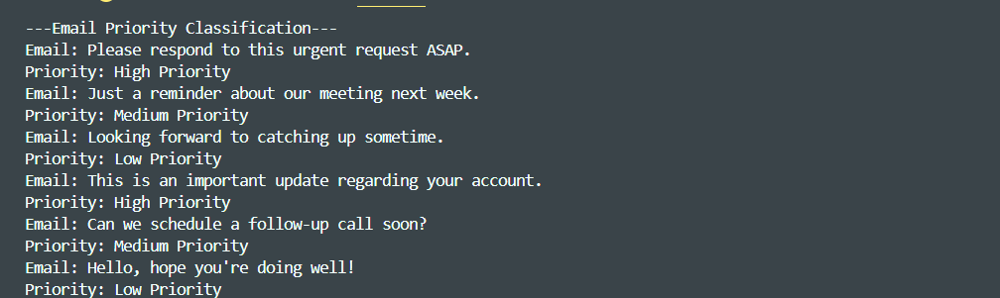 ---Email Priority Classification---
Email: Please respond to this urgent request ASAP.
Priority: High Priority
Email: Just a reminder about our meeting next week.
Priority: Medium Priority
Email: Looking forward to catching up sometime.
Priority: Low Priority
Email: This is an important update regarding your account.
Priority: High Priority
Email: Can we schedule a follow-up call soon?
Priority: Medium Priority
Email: Hello, hope you're doing well!
Priority: Low Priority